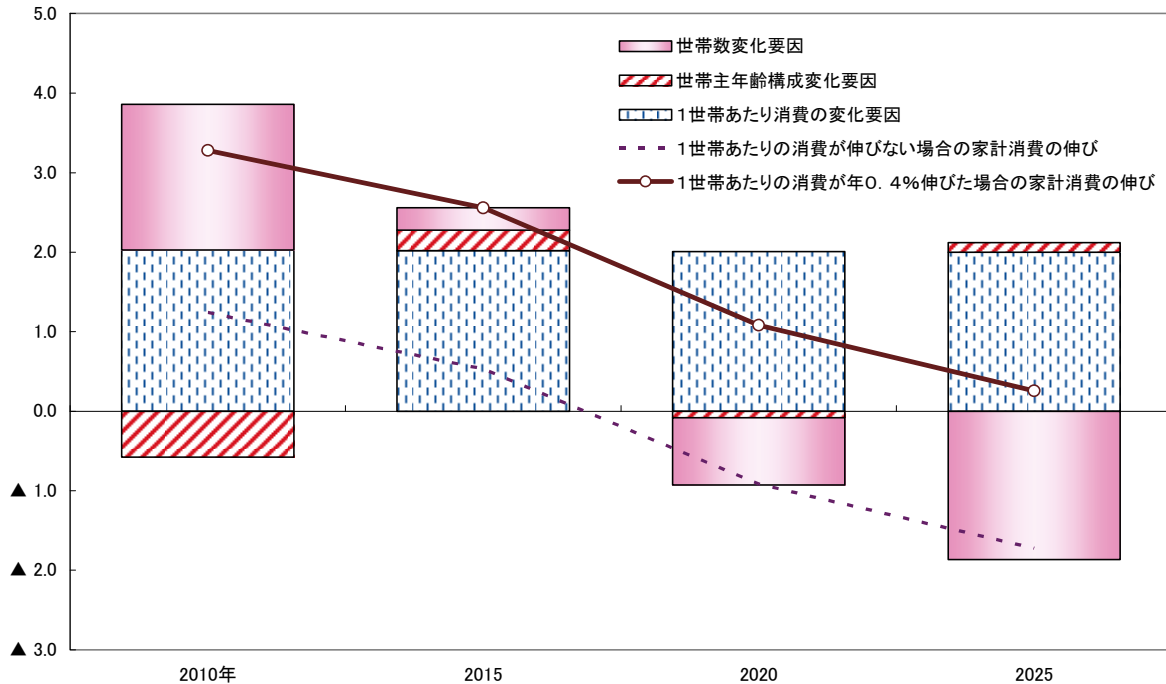 5.0
4.0
3.0
2.0
1.0
0.0
▲ 1.0
▲ 2.0
▲ 3.0
世帯数変化要因
世帯主年齢構成変化要因
1世帯あたり消費の変化要因
1世帯あたりの消費が伸びない場合の家計消費の伸び
1世帯あたりの消費が年0．4%伸びた場合の家計消費の伸び
2010年
2015
2020
2025